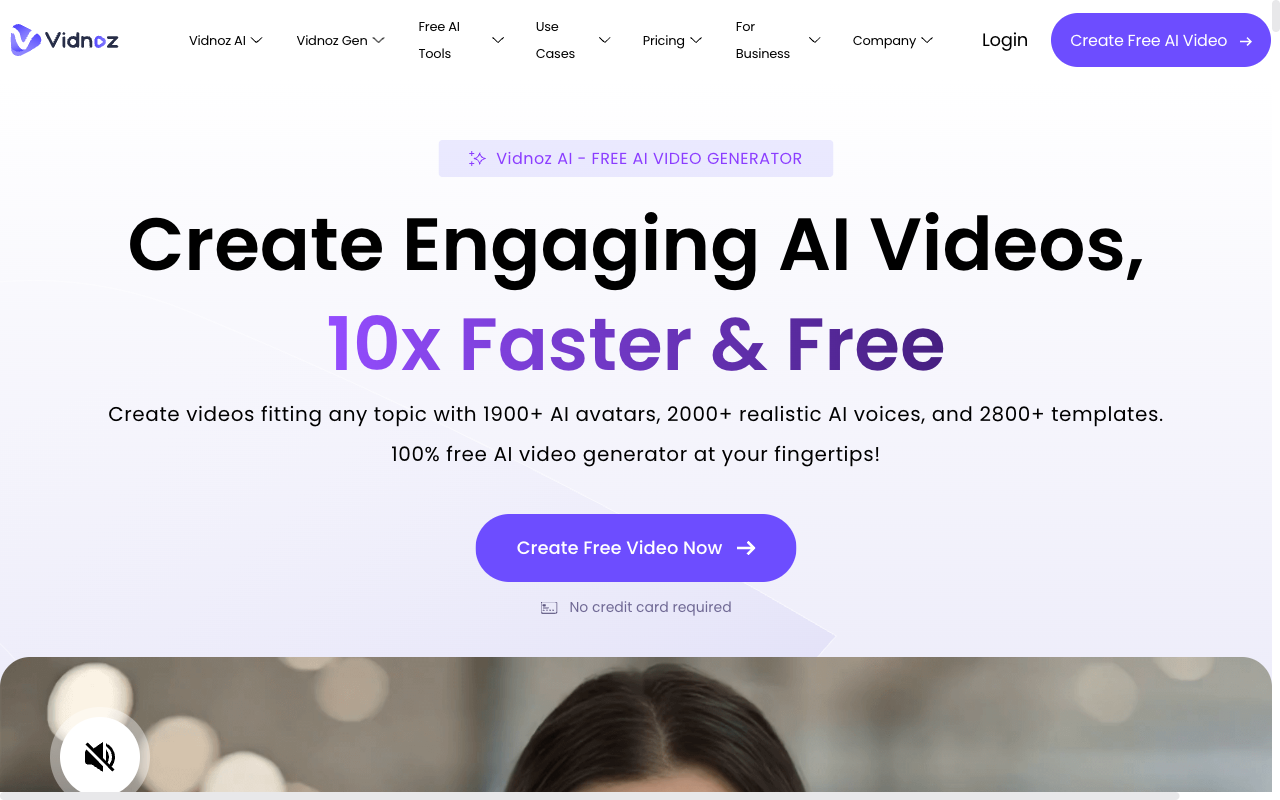 Vidnoz
Vidnoz AI
Vidnoz Gen
Free AI
Tools
Use
Cases
Pricing
For
Business
Company
Login
Create Free AI Video
Vidnoz AI - FREE AI VIDEO GENERATOR
Create Engaging AI Videos,
10x Faster & Free
Create videos fitting any topic with 1900+ AI avatars, 2000+ realistic AI voices, and 2800+ templates.
100% free AI video generator at your fingertips!
Create Free Video Now
No credit card required